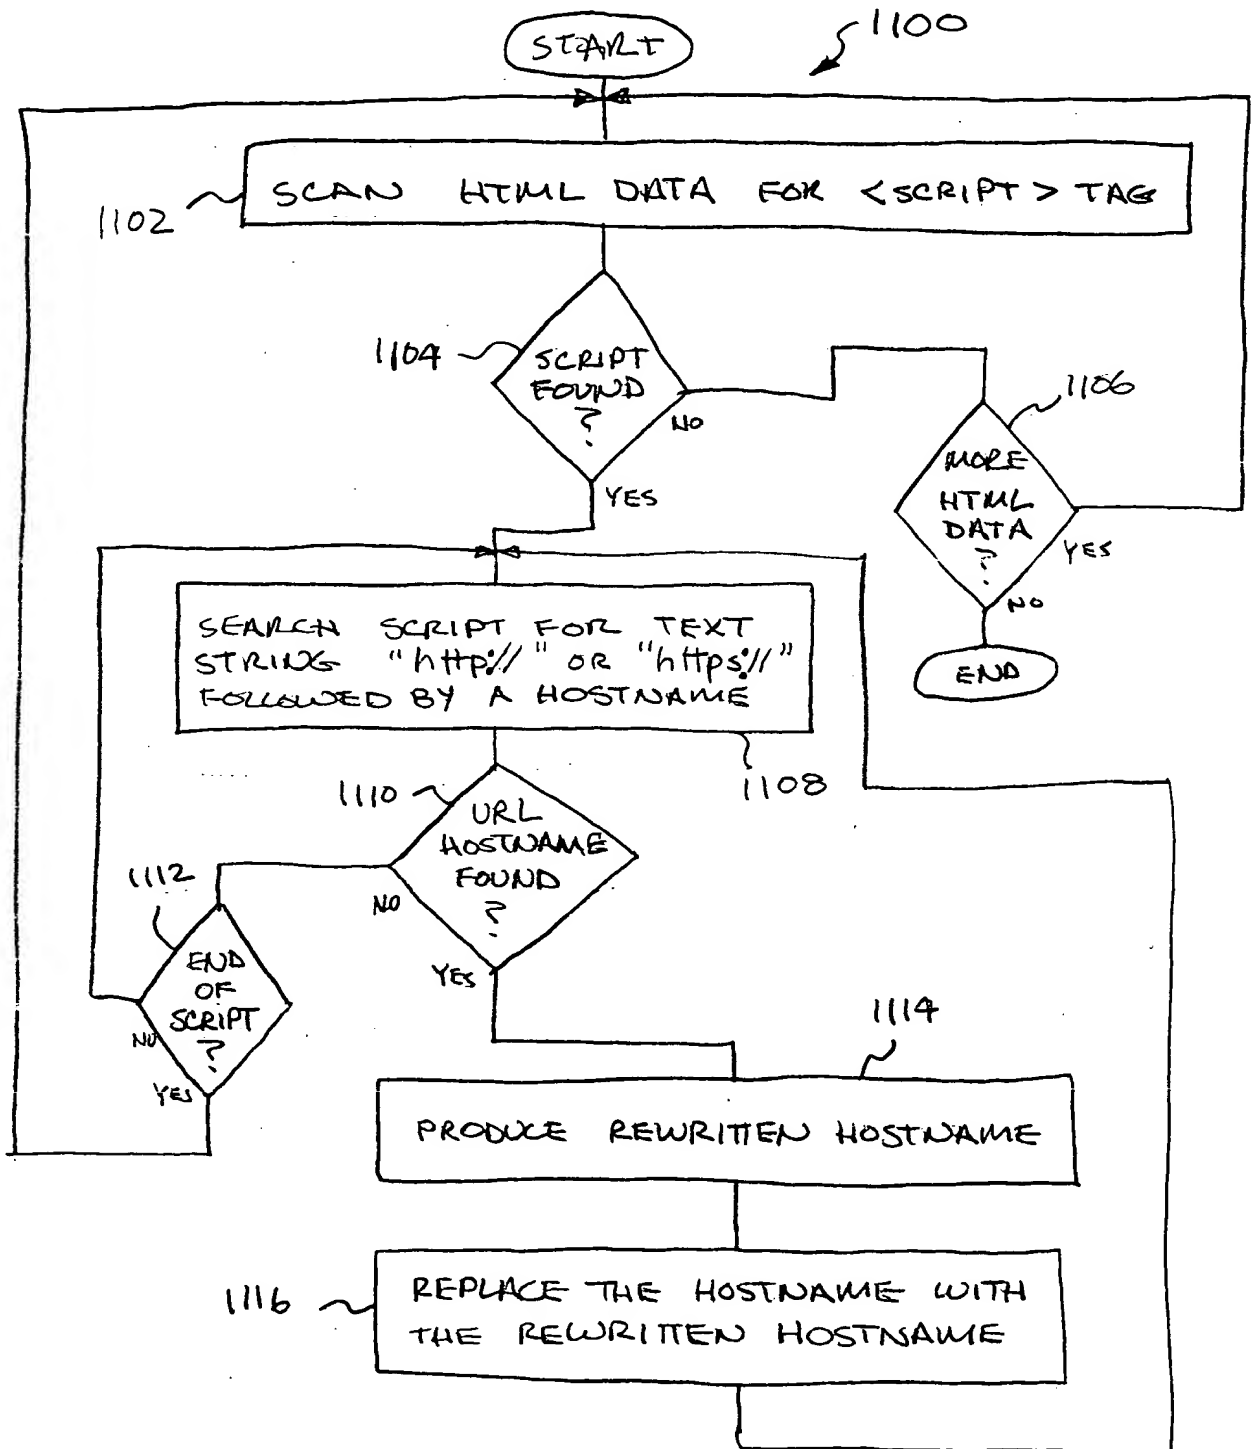 START
1100
SCAN HTML DATA FOR <SCRIPT> TAG
1102
1104
SCRIPT
FOUND
?
NO
YES
1106
MORE
HTML
DATA
?
YES
NO
END
SEARCH SCRIPT FOR TEXT
STRING "http://" OR "https://"
FOLLOWED BY A HOSTNAME
1108
1110
URL
HOSTNAME
FOUND
?
NO
YES
1112
END
OF
SCRIPT
?
NO
YES
1114
PRODUCE REWRITTEN HOSTNAME
1116
REPLACE THE HOSTNAME WITH
THE REWRITTEN HOSTNAME